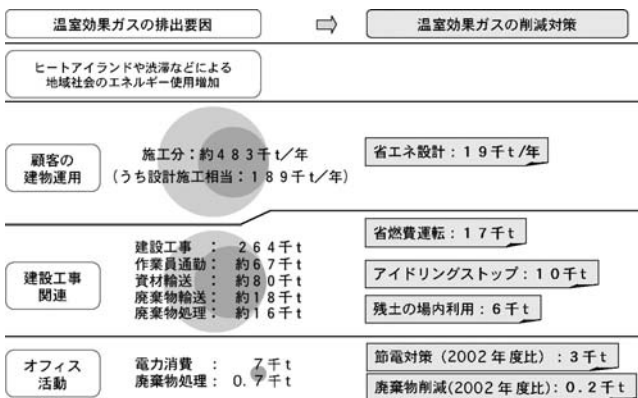 温室効果ガスの排出要因 ⇨ 温室効果ガスの削減対策
ヒートアイランドや渋滞などによる
地域社会のエネルギー使用増加
顧客の
建物運用
施工分：約４８３千ｔ／年
（うち設計施工相当：１８９千ｔ／年）
省エネ設計：１９千ｔ/年
建設工事
関連
建設工事 ： ２６４千ｔ
作業員通勤： 約６７千ｔ
資材輸送 ： 約８０千ｔ
廃棄物輸送： 約１８千ｔ
廃棄物処理： 約１６千ｔ
省燃費運転：１７千ｔ
アイドリングストップ：１０千ｔ
残土の場内利用：６千ｔ
オフィス
活動
電力消費 ： ７千ｔ
廃棄物処理：０.７千ｔ
節電対策（2002年度比）：３千ｔ
廃棄物削減(2002年度比)：０.２千ｔ